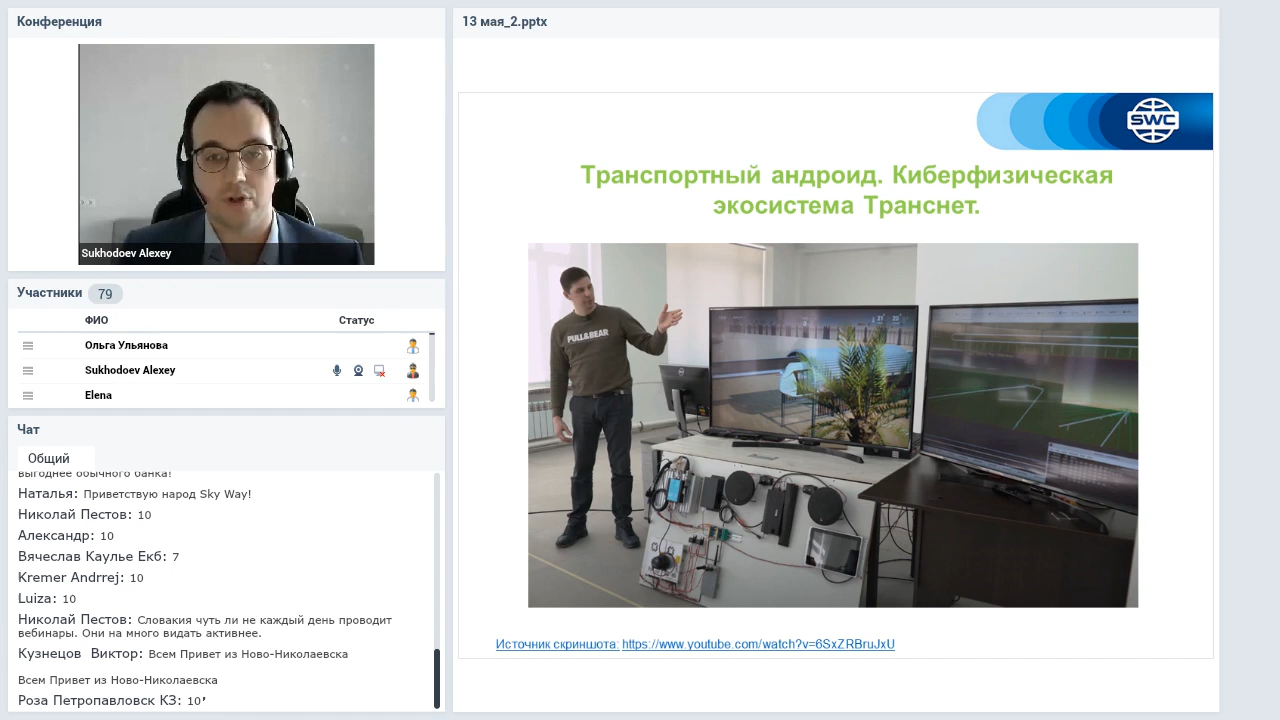 Конференция
Sukhodoev Alexey
Участники 79
ФИО Статус
Ольга Ульянова
Sukhodoev Alexey
Elena
Чат
Общий
выгоднее обычного банка!
Наталья: Приветствую народ Sky Way!
Николай Пестов: 10
Александр: 10
Вячеслав Каулье Екб: 7
Kremer Andrrej: 10
Luiza: 10
Николай Пестов: Словакия чуть ли не каждый день проводит
вебинары. Они на много видать активнее.
Кузнецов Виктор: Всем Привет из Ново-Николаевска
Всем Привет из Ново-Николаевска
Роза Петропавловск КЗ: 10٬
13 мая_2.pptx
SWC
Транспортный андроид. Киберфизическая
экосистема Транснет.
PULL&BEAR
Источник скриншота: https://www.youtube.com/watch?v=6SxZRBruJxU